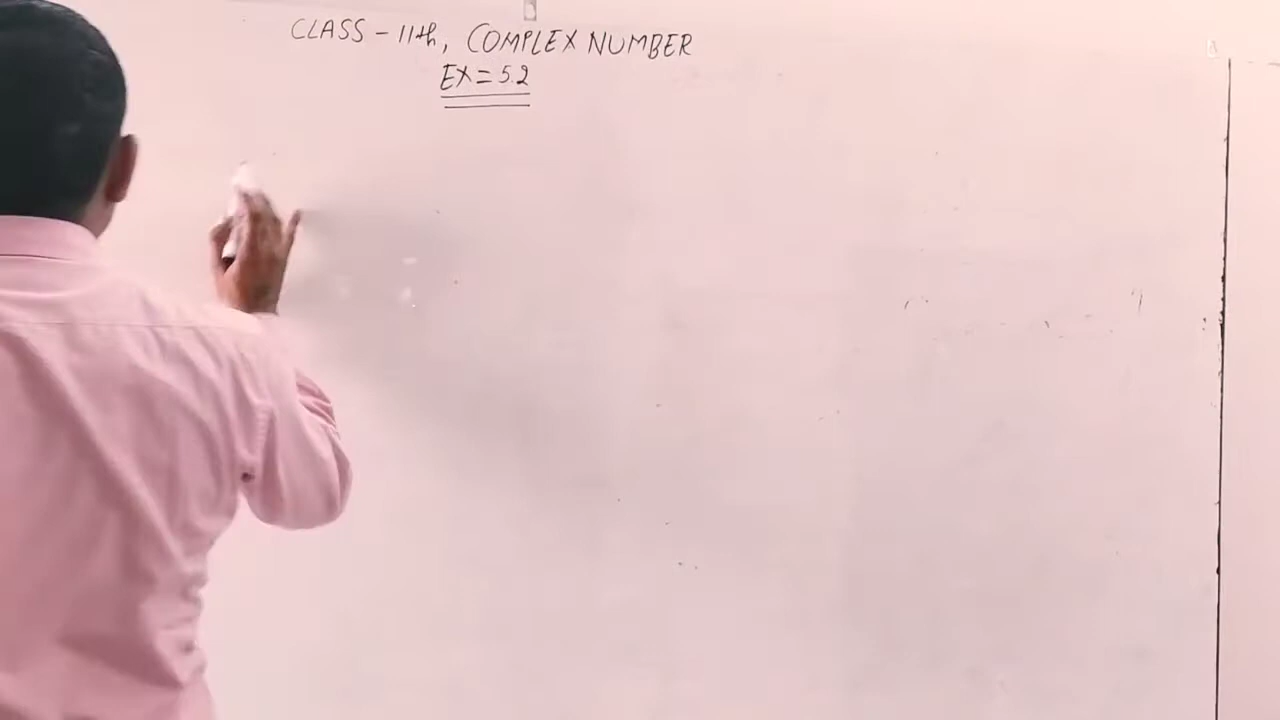 CLASS - 11th, COMPLEX NUMBER
EX = 5.2